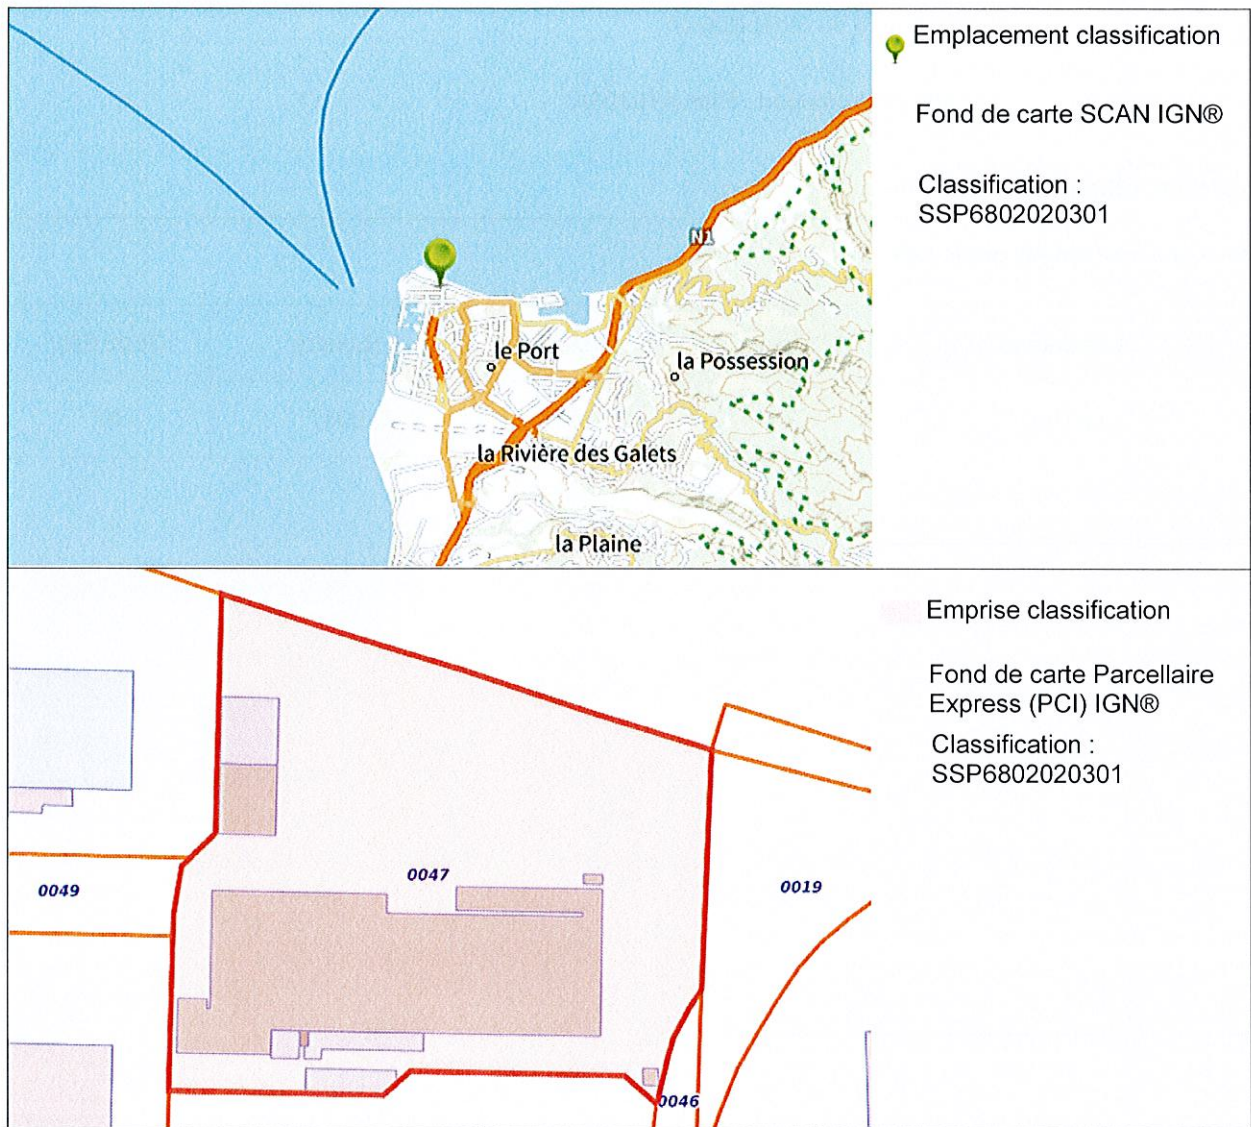 Emplacement classification
Fond de carte SCAN IGN®
Classification :
SSP6802020301
N1
le Port
la Possession
la Rivière des Galets
la Plaine
Emprise classification
Fond de carte Parcellaire
Express (PCI) IGN®
Classification :
SSP6802020301
0047
0049
0019
0046